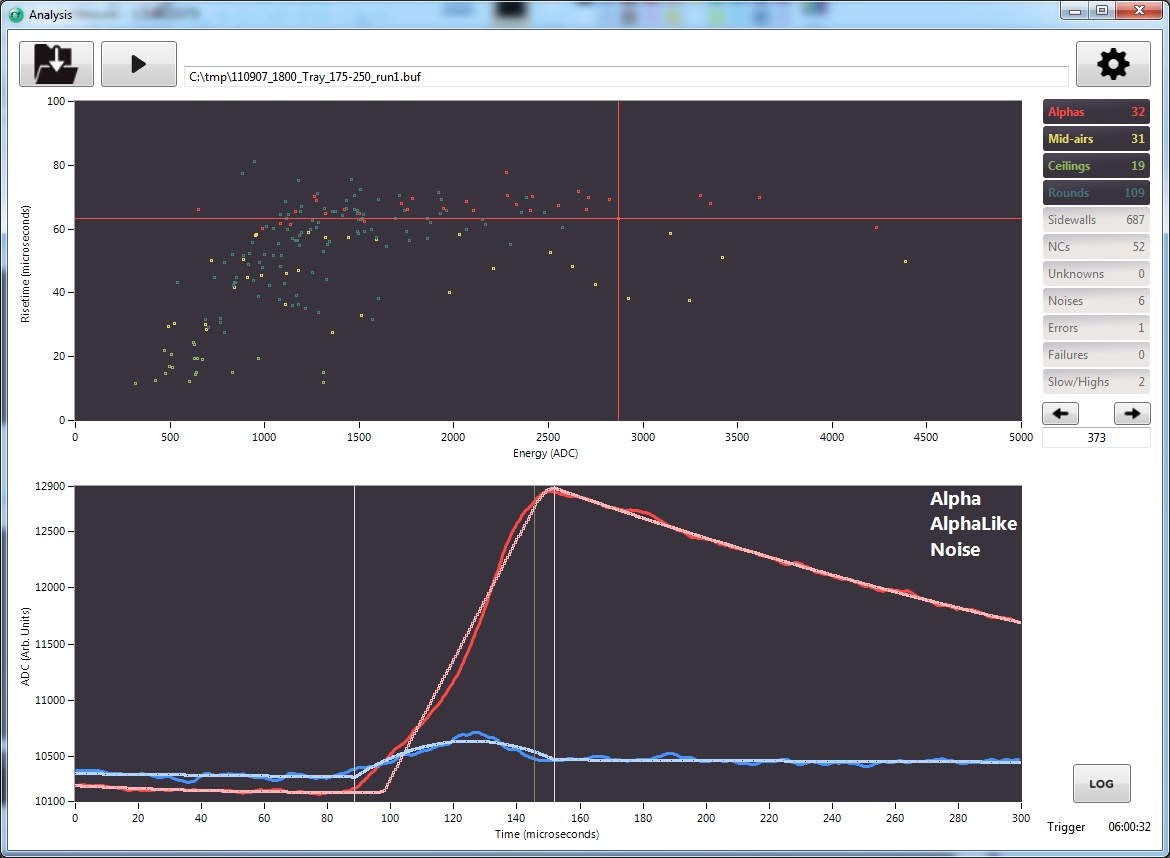 Analysis
C:\tmp\110907_1800_Tray_175-250_run1.buf
100
80
60
40
20
0
Risetime (microseconds)
0 500 1000 1500 2000 2500 3000 3500 4000 4500 5000
Energy (ADC)
Alphas 32
Mid-airs 31
Ceilings 19
Rounds 109
Sidewalls 687
NCs 52
Unknowns 0
Noises 6
Errors 1
Failures 0
Slow/Highs 2
373
12900
12500
12000
11500
11000
10500
10100
ADC (Arb. Units)
Alpha
AlphaLike
Noise
0 20 40 60 80 100 120 140 160 180 200 220 240 260 280 300
Time (microseconds)
LOG
Trigger 06:00:32